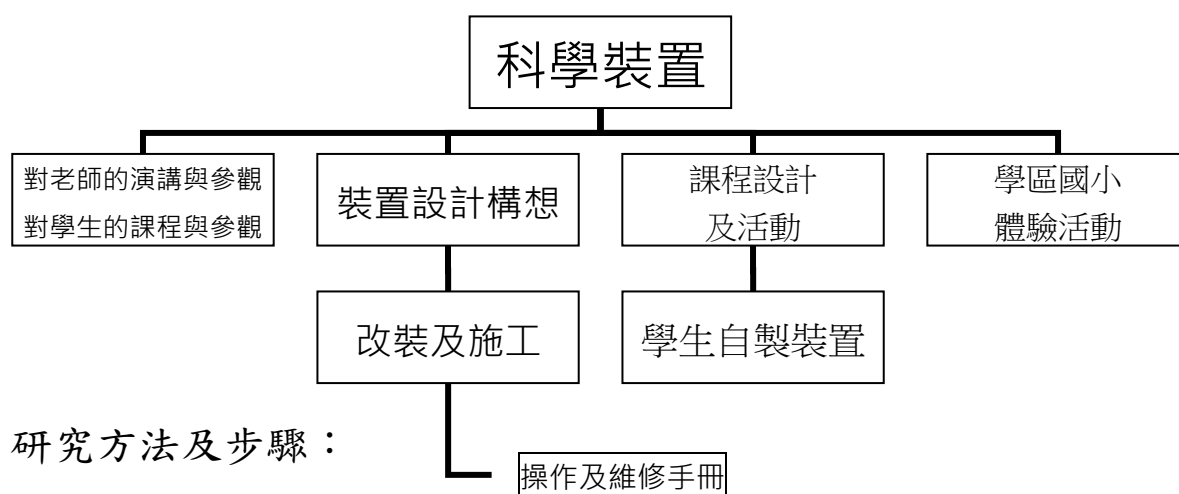 科學裝置
對老師的演講與參觀
對學生的課程與參觀
裝置設計構想
課程設計
及活動
學區國小
體驗活動
改裝及施工
學生自製裝置
研究方法及步驟：
操作及維修手冊